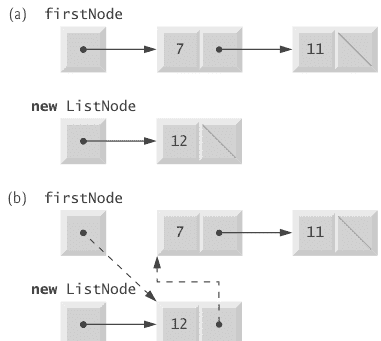 (a) firstNode
7 11
new ListNode
12
(b) firstNode
7 11
new ListNode
12